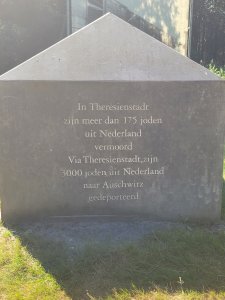 In Theresienstadt
zijn meer dan 175 joden
uit Nederland
vermoord
Via Theresienstadt zijn
3000 joden uit Nederland
naar Auschwitz
gedeporteerd